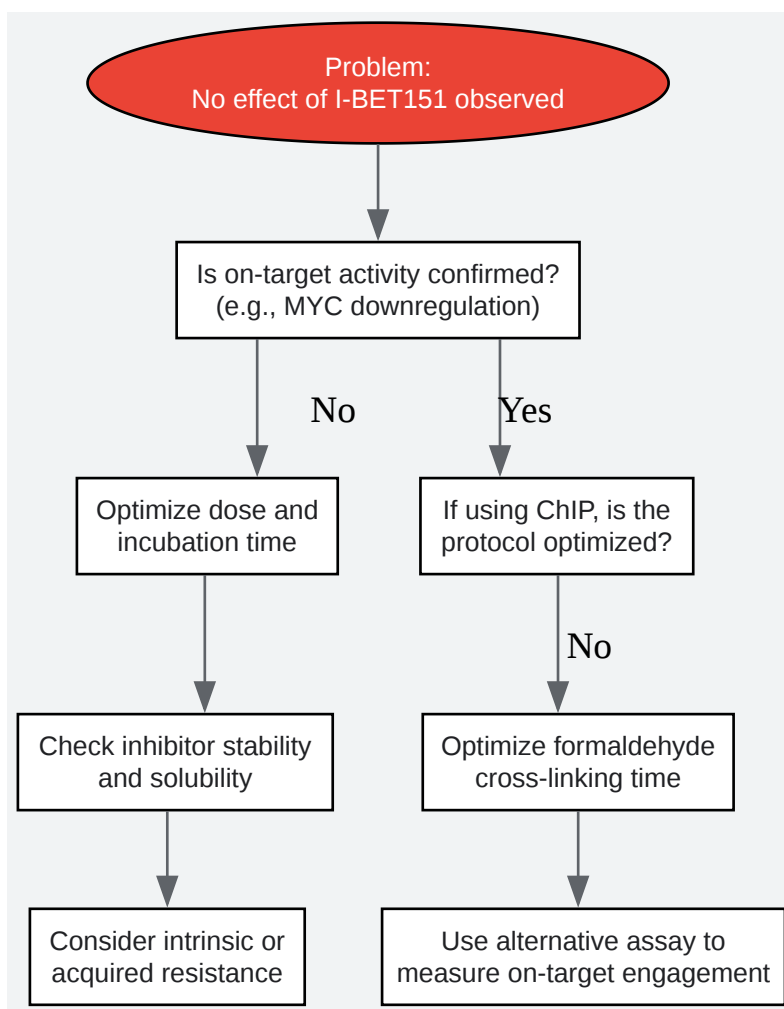 Problem:
No effect of I-BET151 observed
Is on-target activity confirmed?
(e.g., MYC downregulation)
No
Yes
Optimize dose and
incubation time
If using ChIP, is the
protocol optimized?
No
Check inhibitor stability
and solubility
Optimize formaldehyde
cross-linking time
Consider intrinsic or
acquired resistance
Use alternative assay to
measure on-target engagement